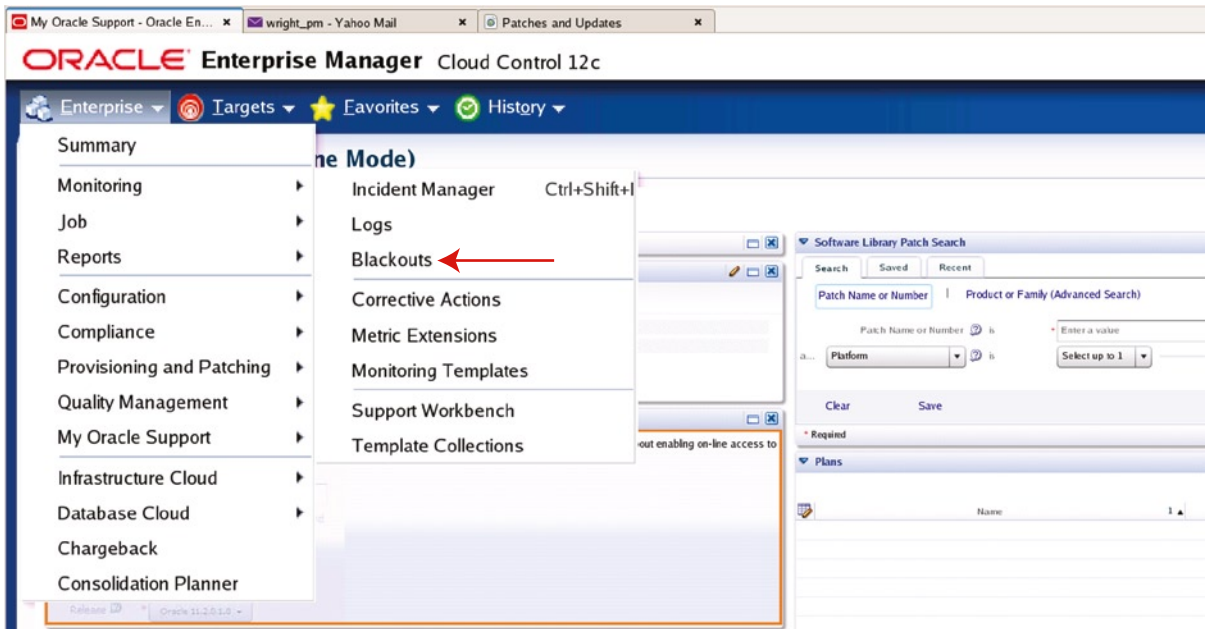 My Oracle Support - Oracle En... wright_pm - Yahoo Mail Patches and Updates
ORACLE Enterprise Manager Cloud Control 12c
Enterprise Targets Favorites History
ne Mode)
Summary
Monitoring
Job
Reports
Configuration
Compliance
Provisioning and Patching
Quality Management
My Oracle Support
Infrastructure Cloud
Database Cloud
Chargeback
Consolidation Planner
Incident Manager Ctrl+Shift+I
Logs
Blackouts
Corrective Actions
Metric Extensions
Monitoring Templates
Support Workbench
Template Collections
out enabling on-line access to
Release Oracle 11.2.0.1.0
Software Library Patch Search
Search Saved Recent
Patch Name or Number | Product or Family (Advanced Search)
Patch Name or Number is * Enter a value
a... Platform is Select up to 1
Clear Save
* Required
Plans
Name 1